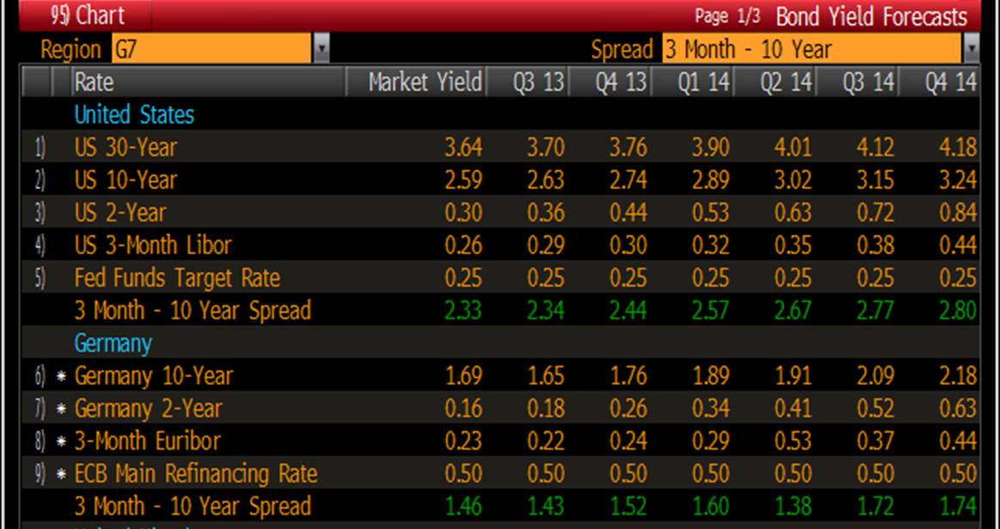 95) Chart Page 1/3 Bond Yield Forecasts
Region G7 Spread 3 Month - 10 Year
Rate Market Yield Q3 13 Q4 13 Q1 14 Q2 14 Q3 14 Q4 14
United States
1) US 30-Year 3.64 3.70 3.76 3.90 4.01 4.12 4.18
2) US 10-Year 2.59 2.63 2.74 2.89 3.02 3.15 3.24
3) US 2-Year 0.30 0.36 0.44 0.53 0.63 0.72 0.84
4) US 3-Month Libor 0.26 0.29 0.30 0.32 0.35 0.38 0.44
5) Fed Funds Target Rate 0.25 0.25 0.25 0.25 0.25 0.25 0.25
3 Month - 10 Year Spread 2.33 2.34 2.44 2.57 2.67 2.77 2.80
Germany
6) * Germany 10-Year 1.69 1.65 1.76 1.89 1.91 2.09 2.18
7) * Germany 2-Year 0.16 0.18 0.26 0.34 0.41 0.52 0.63
8) * 3-Month Euribor 0.23 0.22 0.24 0.29 0.53 0.37 0.44
9) * ECB Main Refinancing Rate 0.50 0.50 0.50 0.50 0.50 0.50 0.50
3 Month - 10 Year Spread 1.46 1.43 1.52 1.60 1.38 1.72 1.74